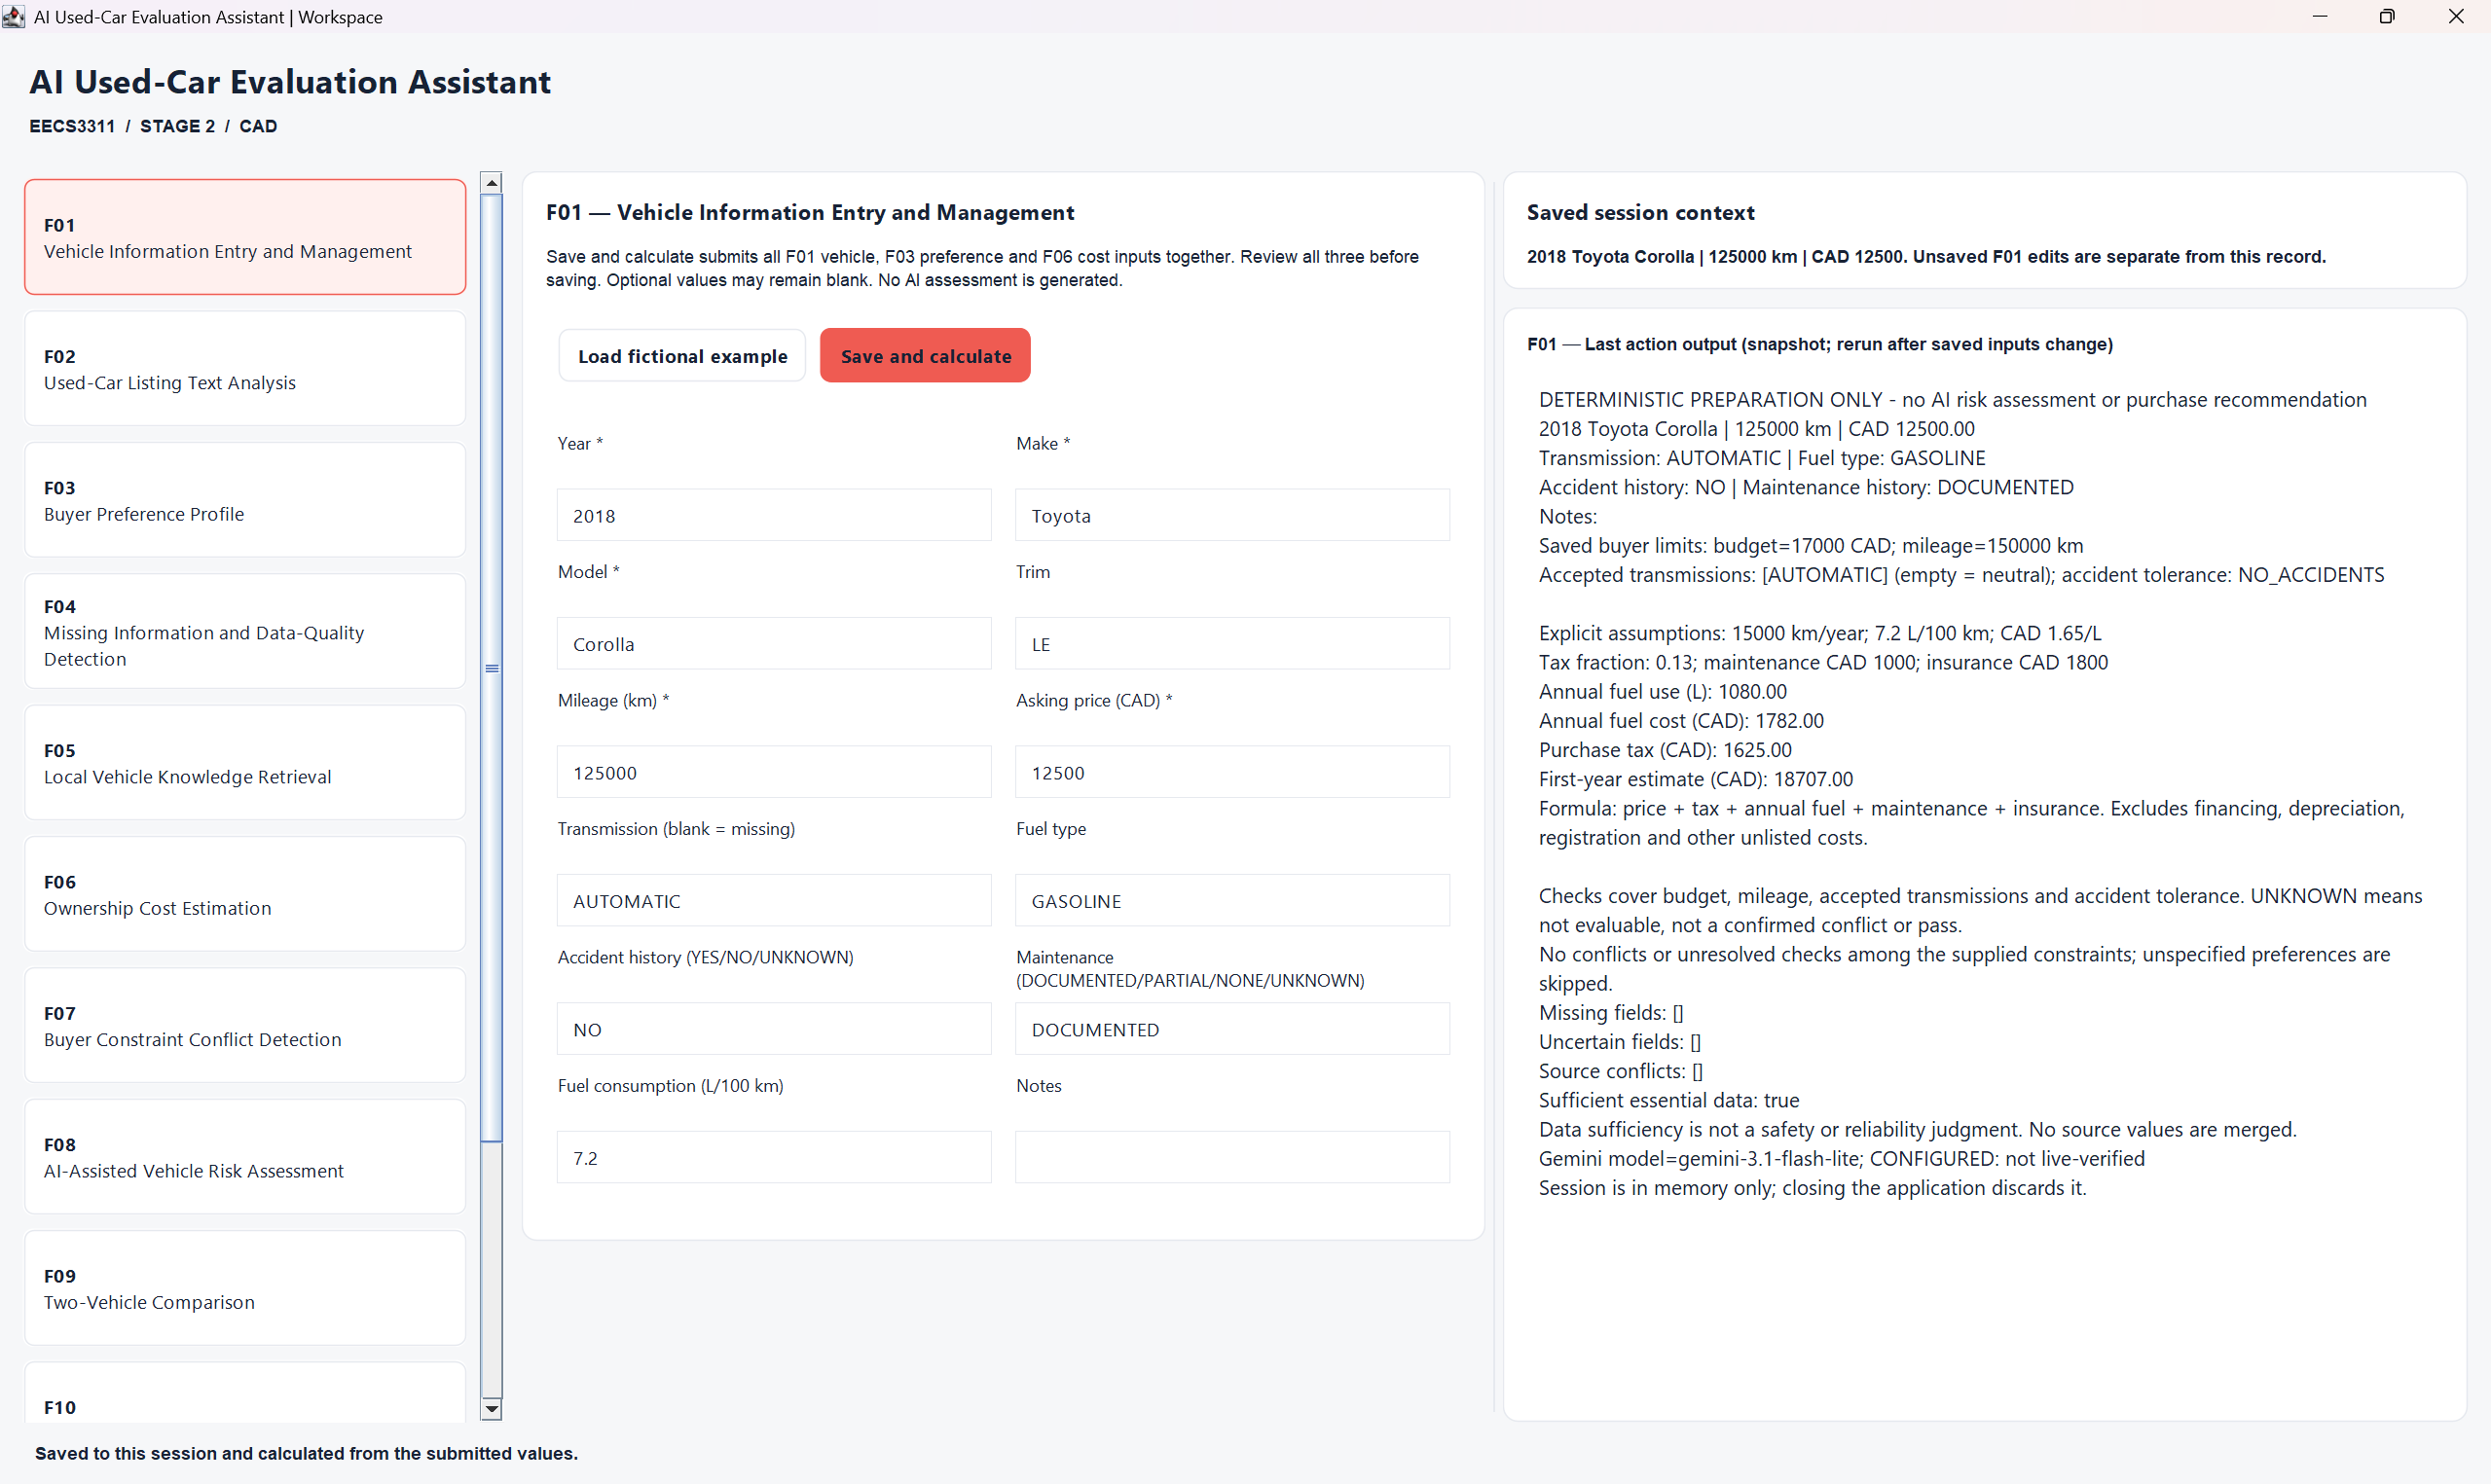 AI Used-Car Evaluation Assistant | Workspace
AI Used-Car Evaluation Assistant
EECS3311 / STAGE 2 / CAD
F01
Vehicle Information Entry and Management
F02
Used-Car Listing Text Analysis
F03
Buyer Preference Profile
F04
Missing Information and Data-Quality
Detection
F05
Local Vehicle Knowledge Retrieval
F06
Ownership Cost Estimation
F07
Buyer Constraint Conflict Detection
F08
AI-Assisted Vehicle Risk Assessment
F09
Two-Vehicle Comparison
F10
F01 — Vehicle Information Entry and Management
Save and calculate submits all F01 vehicle, F03 preference and F06 cost inputs together. Review all three before
saving. Optional values may remain blank. No AI assessment is generated.
Load fictional example
Save and calculate
Year *
Make *
2018
Toyota
Model *
Trim
Corolla
LE
Mileage (km) *
Asking price (CAD) *
125000
12500
Transmission (blank = missing)
Fuel type
AUTOMATIC
GASOLINE
Accident history (YES/NO/UNKNOWN)
Maintenance
(DOCUMENTED/PARTIAL/NONE/UNKNOWN)
NO
DOCUMENTED
Fuel consumption (L/100 km)
Notes
7.2
Saved session context
2018 Toyota Corolla | 125000 km | CAD 12500. Unsaved F01 edits are separate from this record.
F01 — Last action output (snapshot; rerun after saved inputs change)
DETERMINISTIC PREPARATION ONLY - no AI risk assessment or purchase recommendation
2018 Toyota Corolla | 125000 km | CAD 12500.00
Transmission: AUTOMATIC | Fuel type: GASOLINE
Accident history: NO | Maintenance history: DOCUMENTED
Notes:
Saved buyer limits: budget=17000 CAD; mileage=150000 km
Accepted transmissions: [AUTOMATIC] (empty = neutral); accident tolerance: NO_ACCIDENTS
Explicit assumptions: 15000 km/year; 7.2 L/100 km; CAD 1.65/L
Tax fraction: 0.13; maintenance CAD 1000; insurance CAD 1800
Annual fuel use (L): 1080.00
Annual fuel cost (CAD): 1782.00
Purchase tax (CAD): 1625.00
First-year estimate (CAD): 18707.00
Formula: price + tax + annual fuel + maintenance + insurance. Excludes financing, depreciation,
registration and other unlisted costs.
Checks cover budget, mileage, accepted transmissions and accident tolerance. UNKNOWN means
not evaluable, not a confirmed conflict or pass.
No conflicts or unresolved checks among the supplied constraints; unspecified preferences are
skipped.
Missing fields: []
Uncertain fields: []
Source conflicts: []
Sufficient essential data: true
Data sufficiency is not a safety or reliability judgment. No source values are merged.
Gemini model=gemini-3.1-flash-lite; CONFIGURED: not live-verified
Session is in memory only; closing the application discards it.
Saved to this session and calculated from the submitted values.